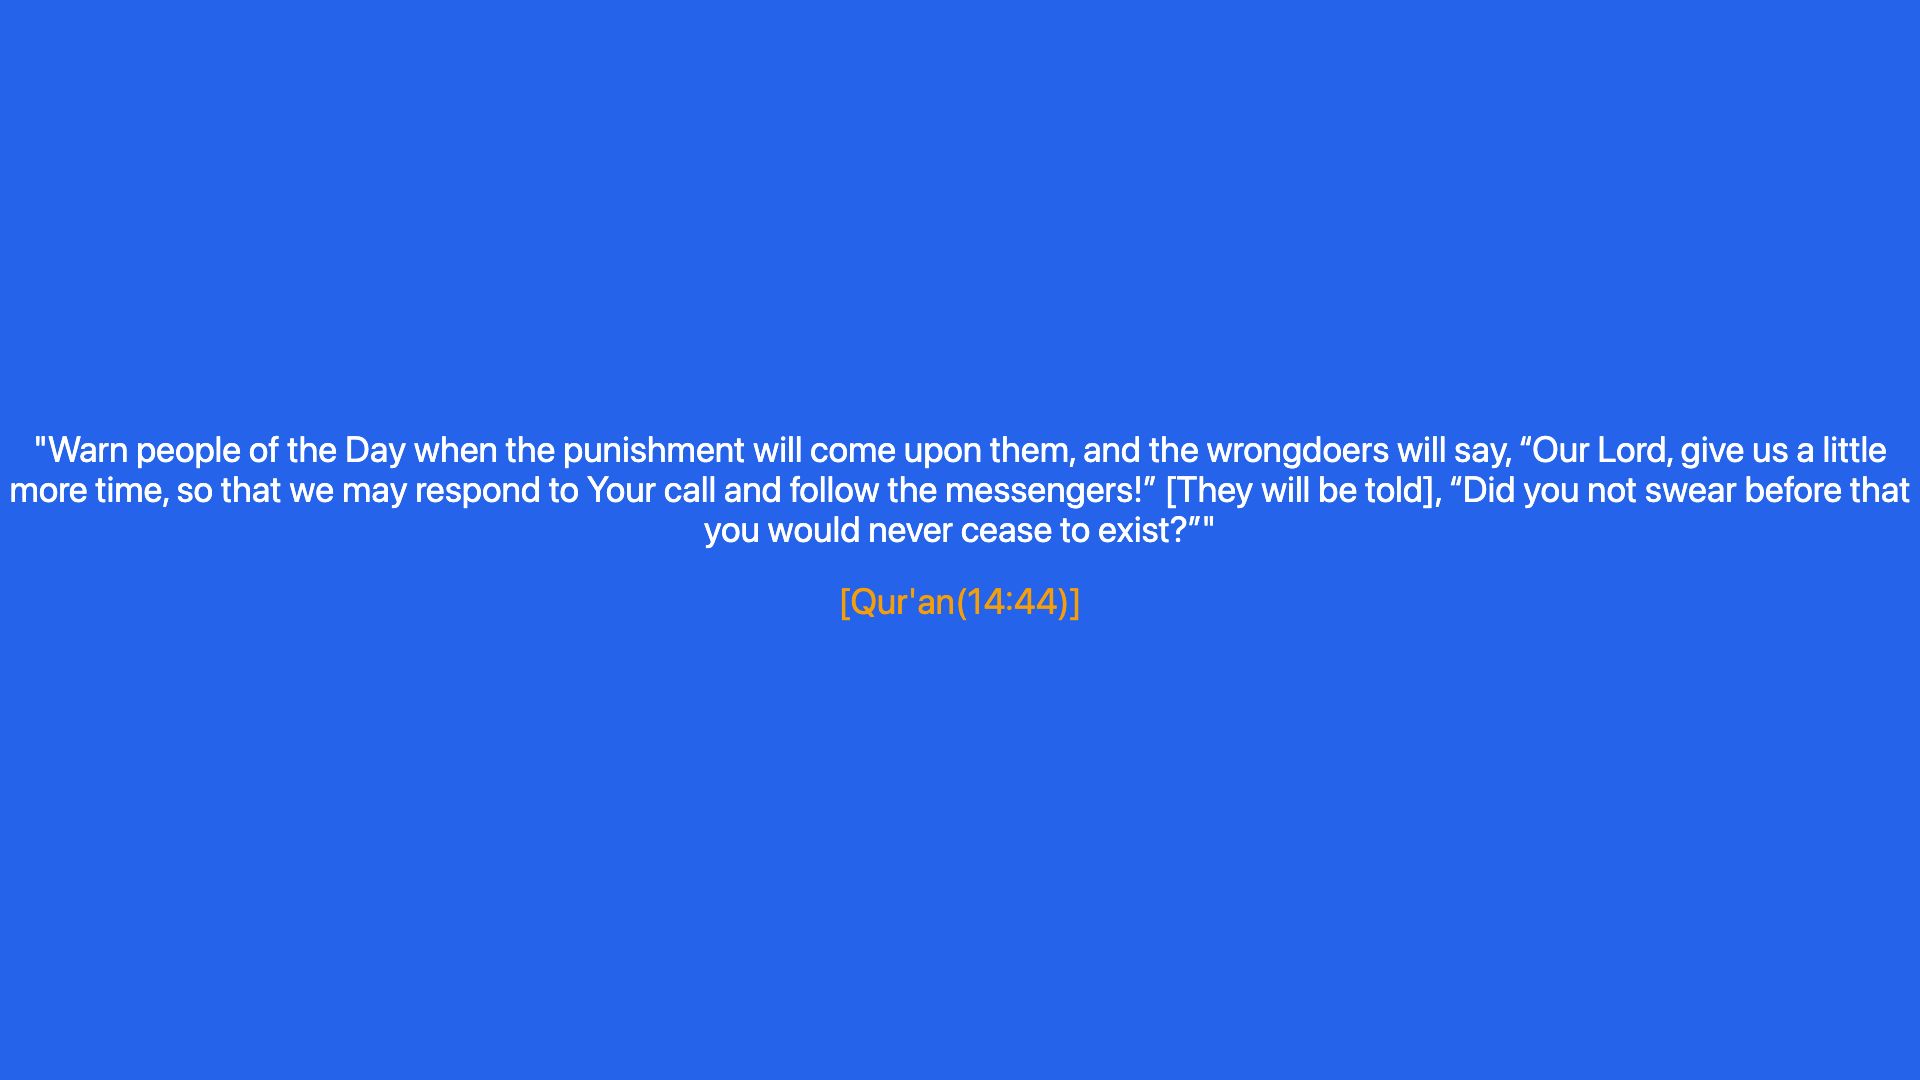 "Warn people of the Day when the punishment will come upon them, and the wrongdoers will say, “Our Lord, give us a little
more time, so that we may respond to Your call and follow the messengers!” [They will be told], “Did you not swear before that
you would never cease to exist?”"
[Qur'an(14:44)]